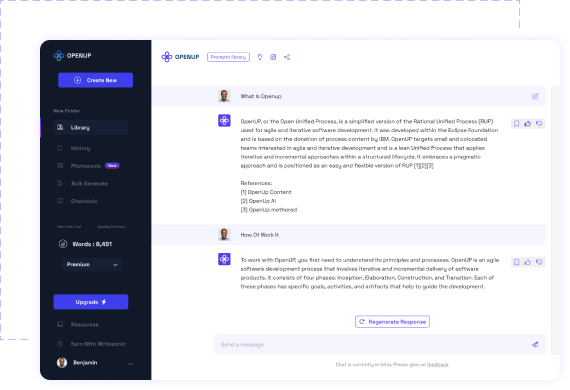 OPENUP
Create New
New Folder
Library
History
Photosonic New
Bulk Generate
Chatsonic
Words : 8,451
Premium
Upgrade
Resources
Earn With Writesonic
Benjamin ...
OPENUP Prompts library
What Is Openup
OpenUP, or the Open Unified Process, is a simplified version of the Rational Unified Process (RUP)
used for agile and iterative software development. It was developed within the Eclipse Foundation
and is based on the donation of process content by IBM. OpenUP targets small and colocated
teams interested in agile and iterative development and is a lean Unified Process that applies
iterative and incremental approaches within a structured lifecycle. It embraces a pragmatic
approach and is positioned as an easy and flexible version of RUP [1][2][3]
References:
[1] OpenUp Content
[2] OpenUp AI
[3] OpenUp methored
How Ot Work It
To work with OpenUP, you first need to understand its principles and processes. OpenUP is an agile
software development process that involves iterative and incremental delivery of software
products. It consists of four phases: Inception, Elaboration, Construction, and Transition. Each of
these phases has specific goals, activities, and artifacts that help to guide the development.
Regenerate Response
Send a message
Chat is currently in beta. Please give us feedback